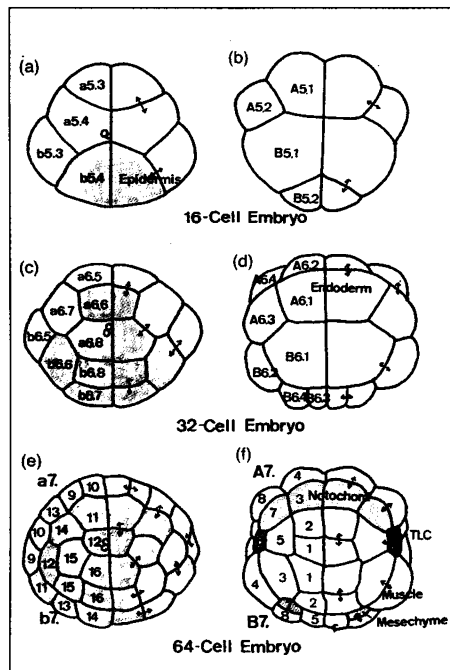 (a)
a5.3
a5.4
b5.3
b5.4
Epidermis
(b)
A5.1
A5.2
B5.1
B5.2
16-Cell Embryo
(c)
a6.5
a6.6
a6.7
a6.8
b6.5
b6.6
b6.8
b6.7
(d)
A6.2
A6.4
Endoderm
A6.1
A6.3
B6.1
B6.2
B6.4
B6.3
32-Cell Embryo
(e)
a7.
10
9
13
11
10
14
12
9
12
15
16
11
15
16
13
b7.
14
(f)
A7.
4
8
3
Notochord
7
2
TLC
5
1
3
1
4
Muscle
2
Mesechyme
B7.
8
5
64-Cell Embryo